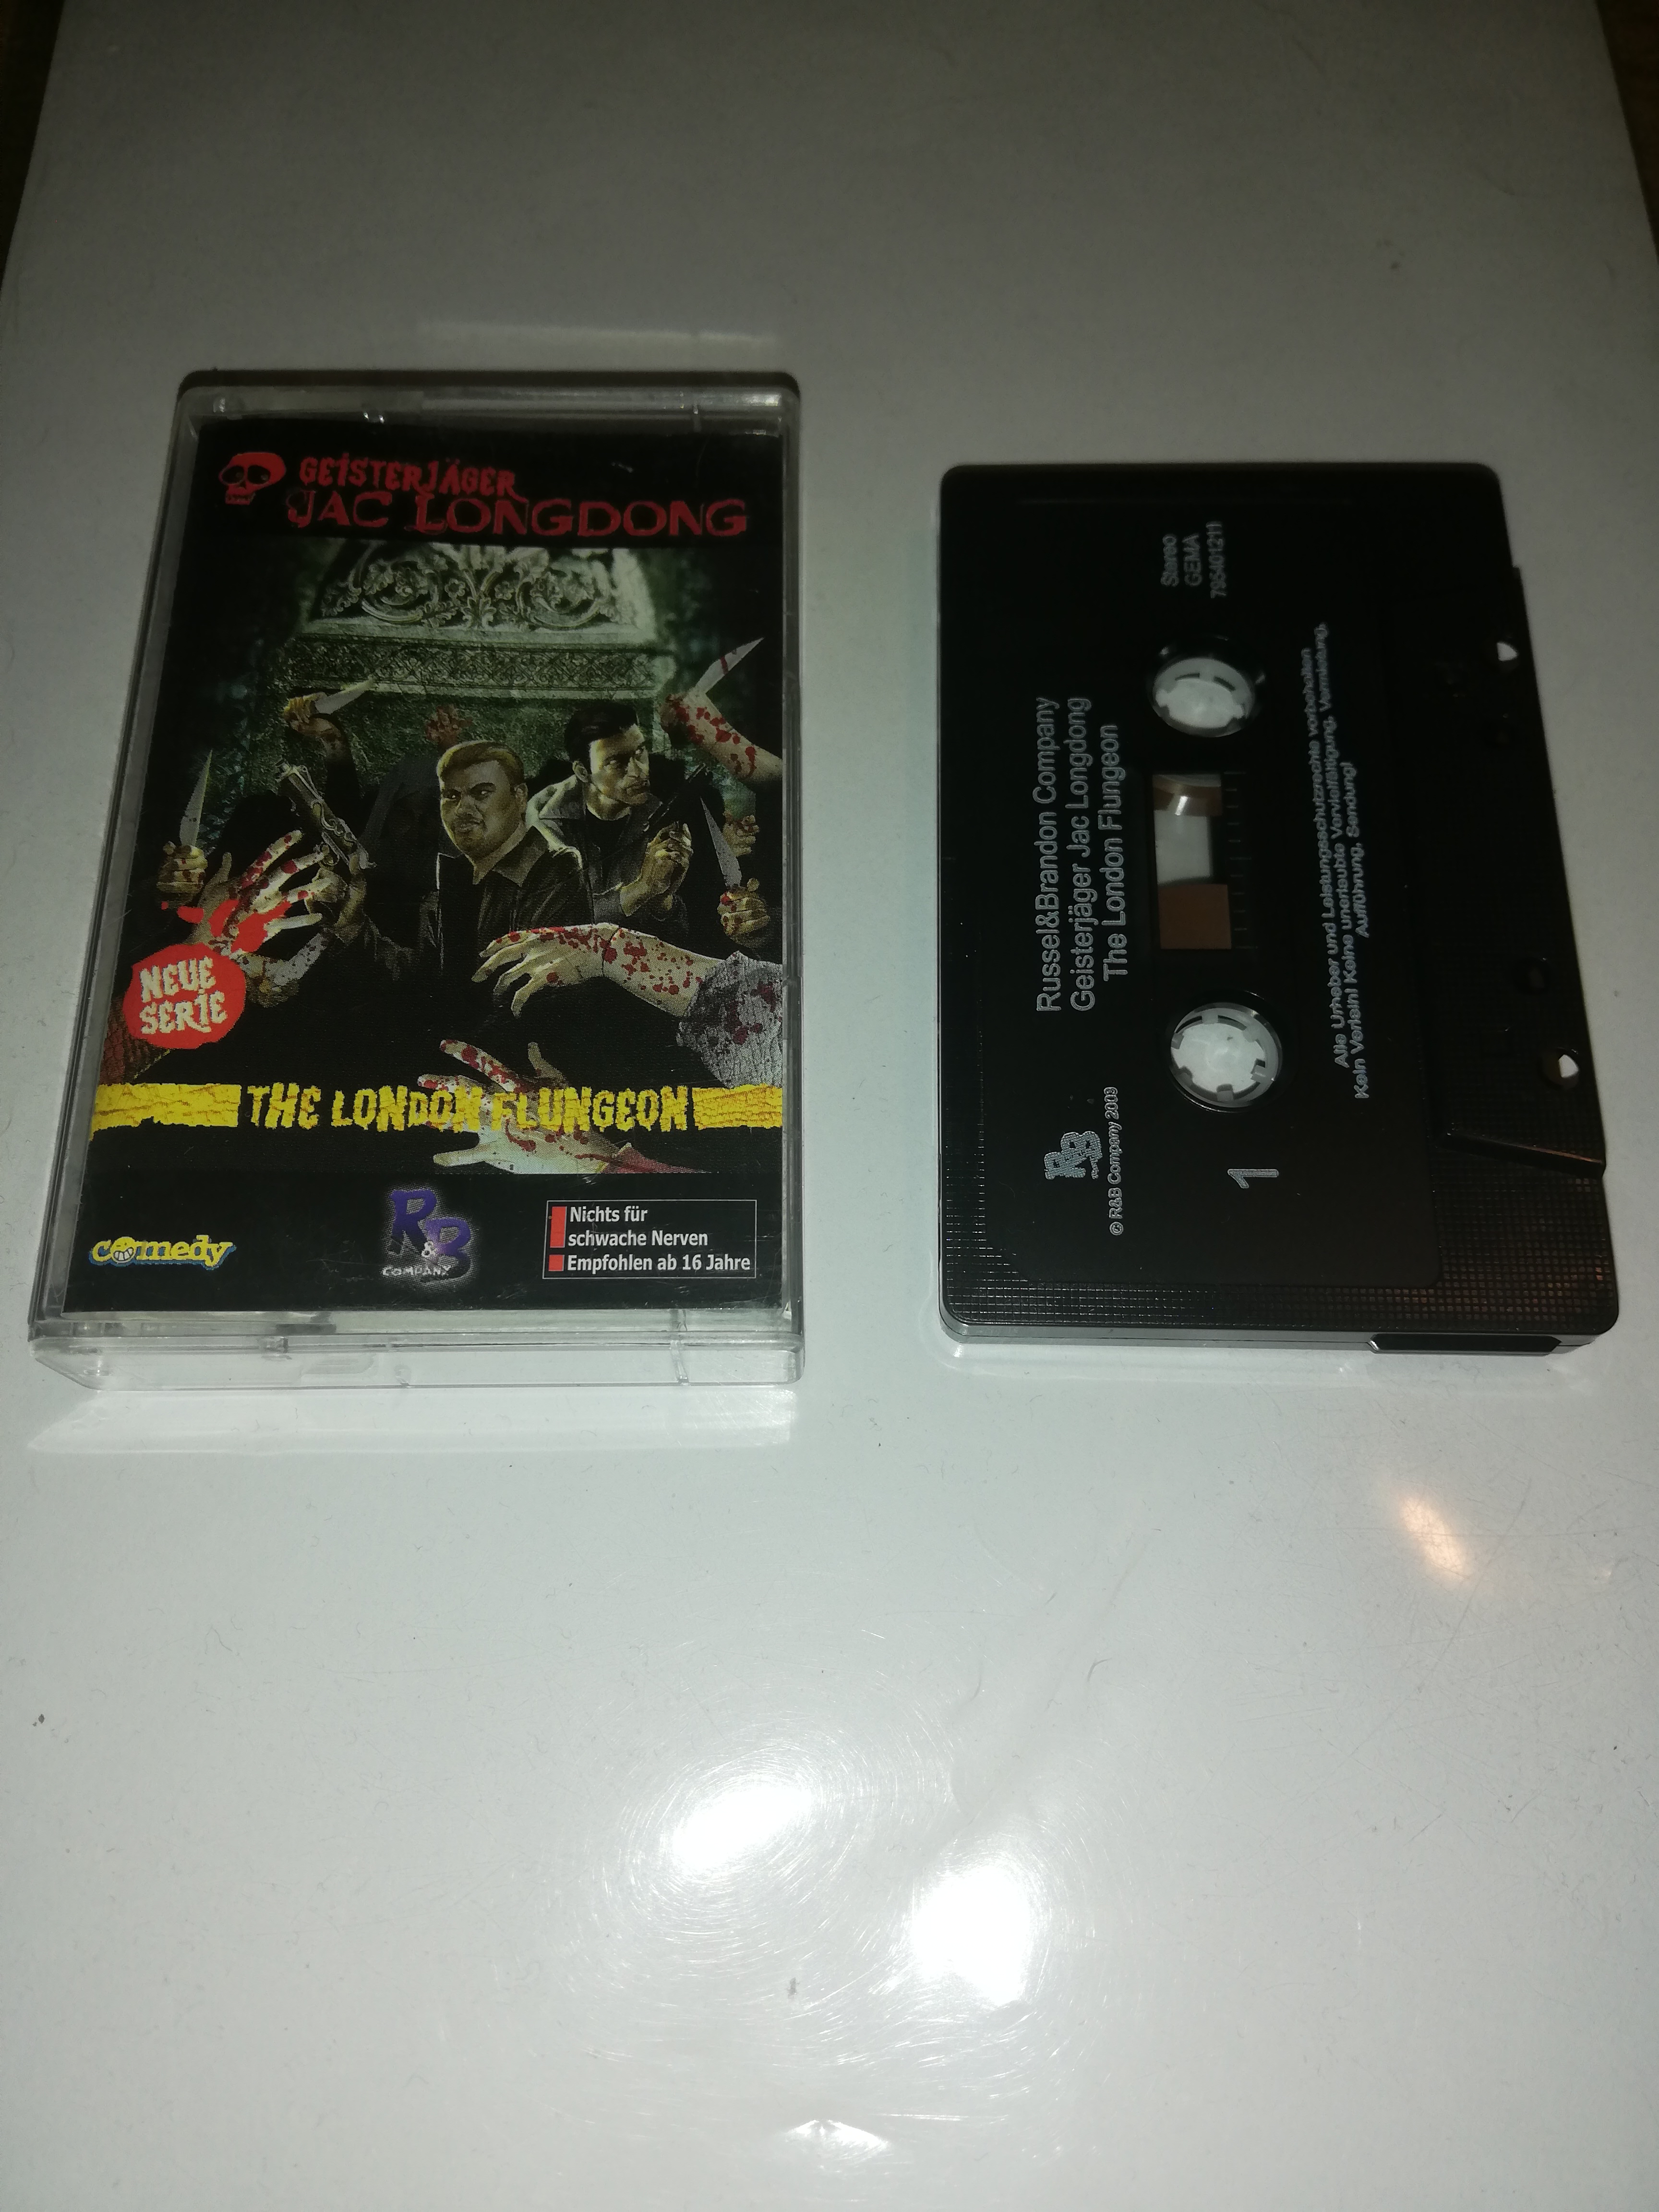 GEISTERJÄGER
JAC LONGDONG
NEUE
SERIE
THE LONDON FLUNGEON
comedy
R&B
COMPANY
Nichts für
schwache Nerven
Empfohlen ab 16 Jahre
Russel&Brandon Company
Geisterjäger Jac Longdong
The London Flungeon
Stereo
GEMA
R&B
© R&B Company 2009
1
Alle Urheber und Leistungsschutzrechte vorbehalten
Kein Verleih! Keine unerlaubte Vervielfältigung, Vermietung,
Aufführung, Sendung!